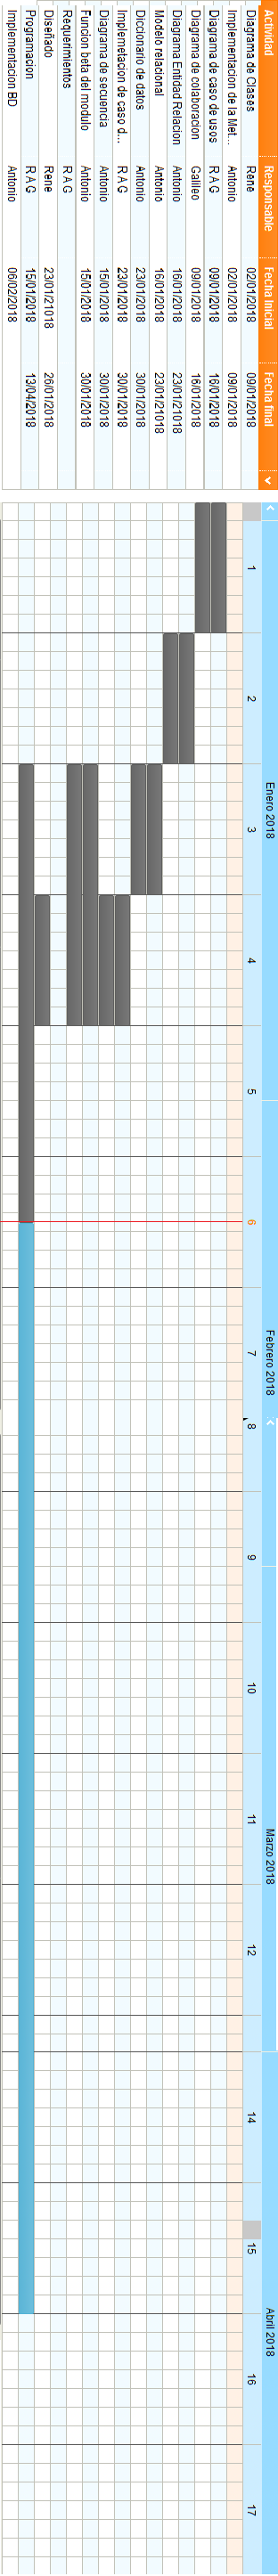 Actividad Responsable Fecha inicial Fecha final
Enero 2018 Febrero 2018 Marzo 2018 Abril 2018
1 2 3 4 5 6 7 8 9 10 11 12 14 15 16 17
Diagrama de Clases Rene 02/01/2018 09/01/2018
Implementacion de la Met... Antonio 02/01/2018 09/01/2018
Diagrama de caso de usos R A G 09/01/2018 16/01/2018
Diagrama de colaboracion Galileo 09/01/2018 16/01/2018
Diagrama Entidad Relacion Antonio 16/01/2018 23/01/21018
Modelo relacional Antonio 16/01/2018 23/01/21018
Diccionario de datos Antonio 23/01/2018 30/01/2018
Implmetacion de caso d... R A G 23/01/2018 30/01/2018
Diagrama de secuencia Antonio 15/01/2018 30/01/2018
Funcion beta del modulo Antonio 15/01/2018 30/01/2018
Requerimientos R A G
Diseñado Rene 23/01/21018 26/01/2018
Programacion R A G 15/01/2018 13/04/2018
Implementacion BD Antonio 06/02/2018